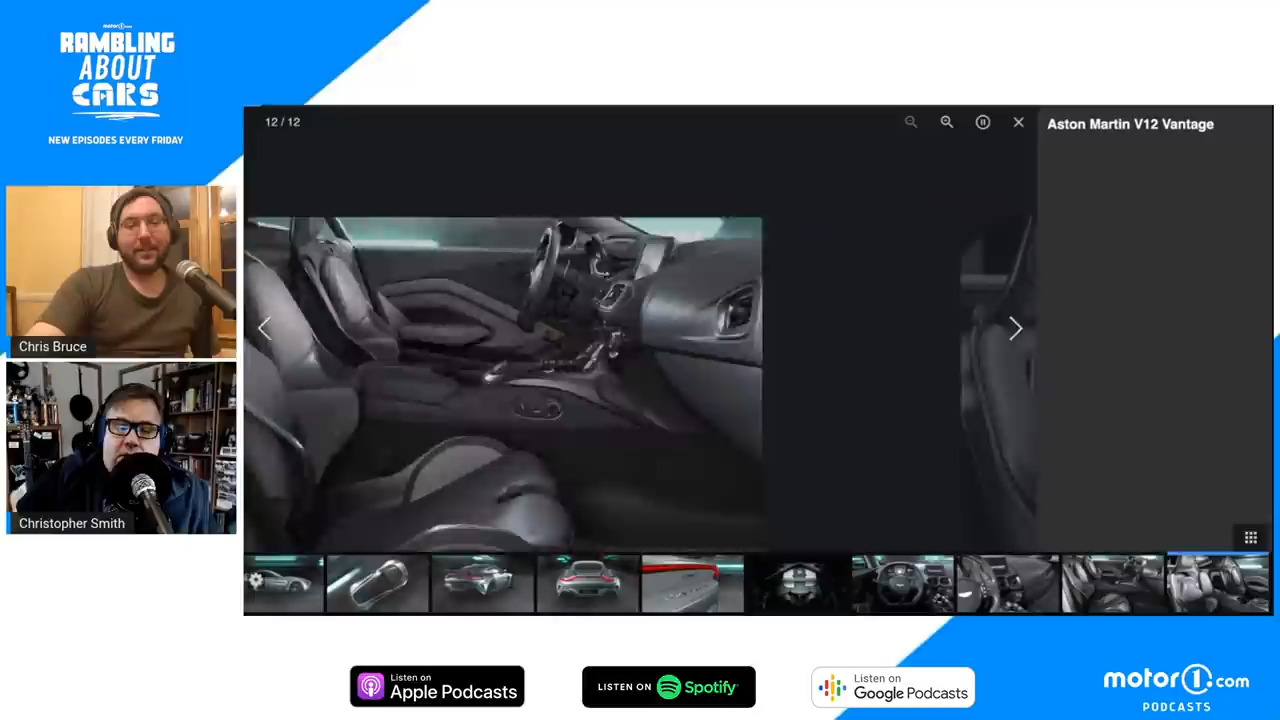 motor1.com
RAMBLING
ABOUT
CARS
NEW EPISODES EVERY FRIDAY
12 / 12
Aston Martin V12 Vantage
Chris Bruce
Christopher Smith
Listen on
Apple Podcasts
LISTEN ON Spotify
Listen on
Google Podcasts
motor1.com
PODCASTS